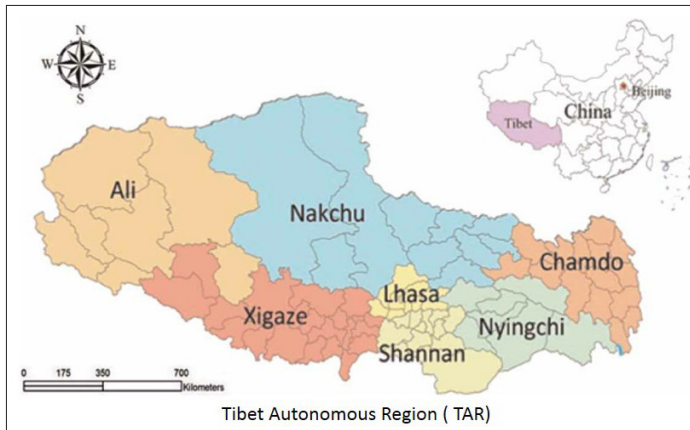 N
W E
S
Beijing
China
Tibet
Ali
Nakchu
Chamdo
Lhasa
Xigaze
Nyingchi
Shannan
0 175 350 700
Kilometers
Tibet Autonomous Region ( TAR)